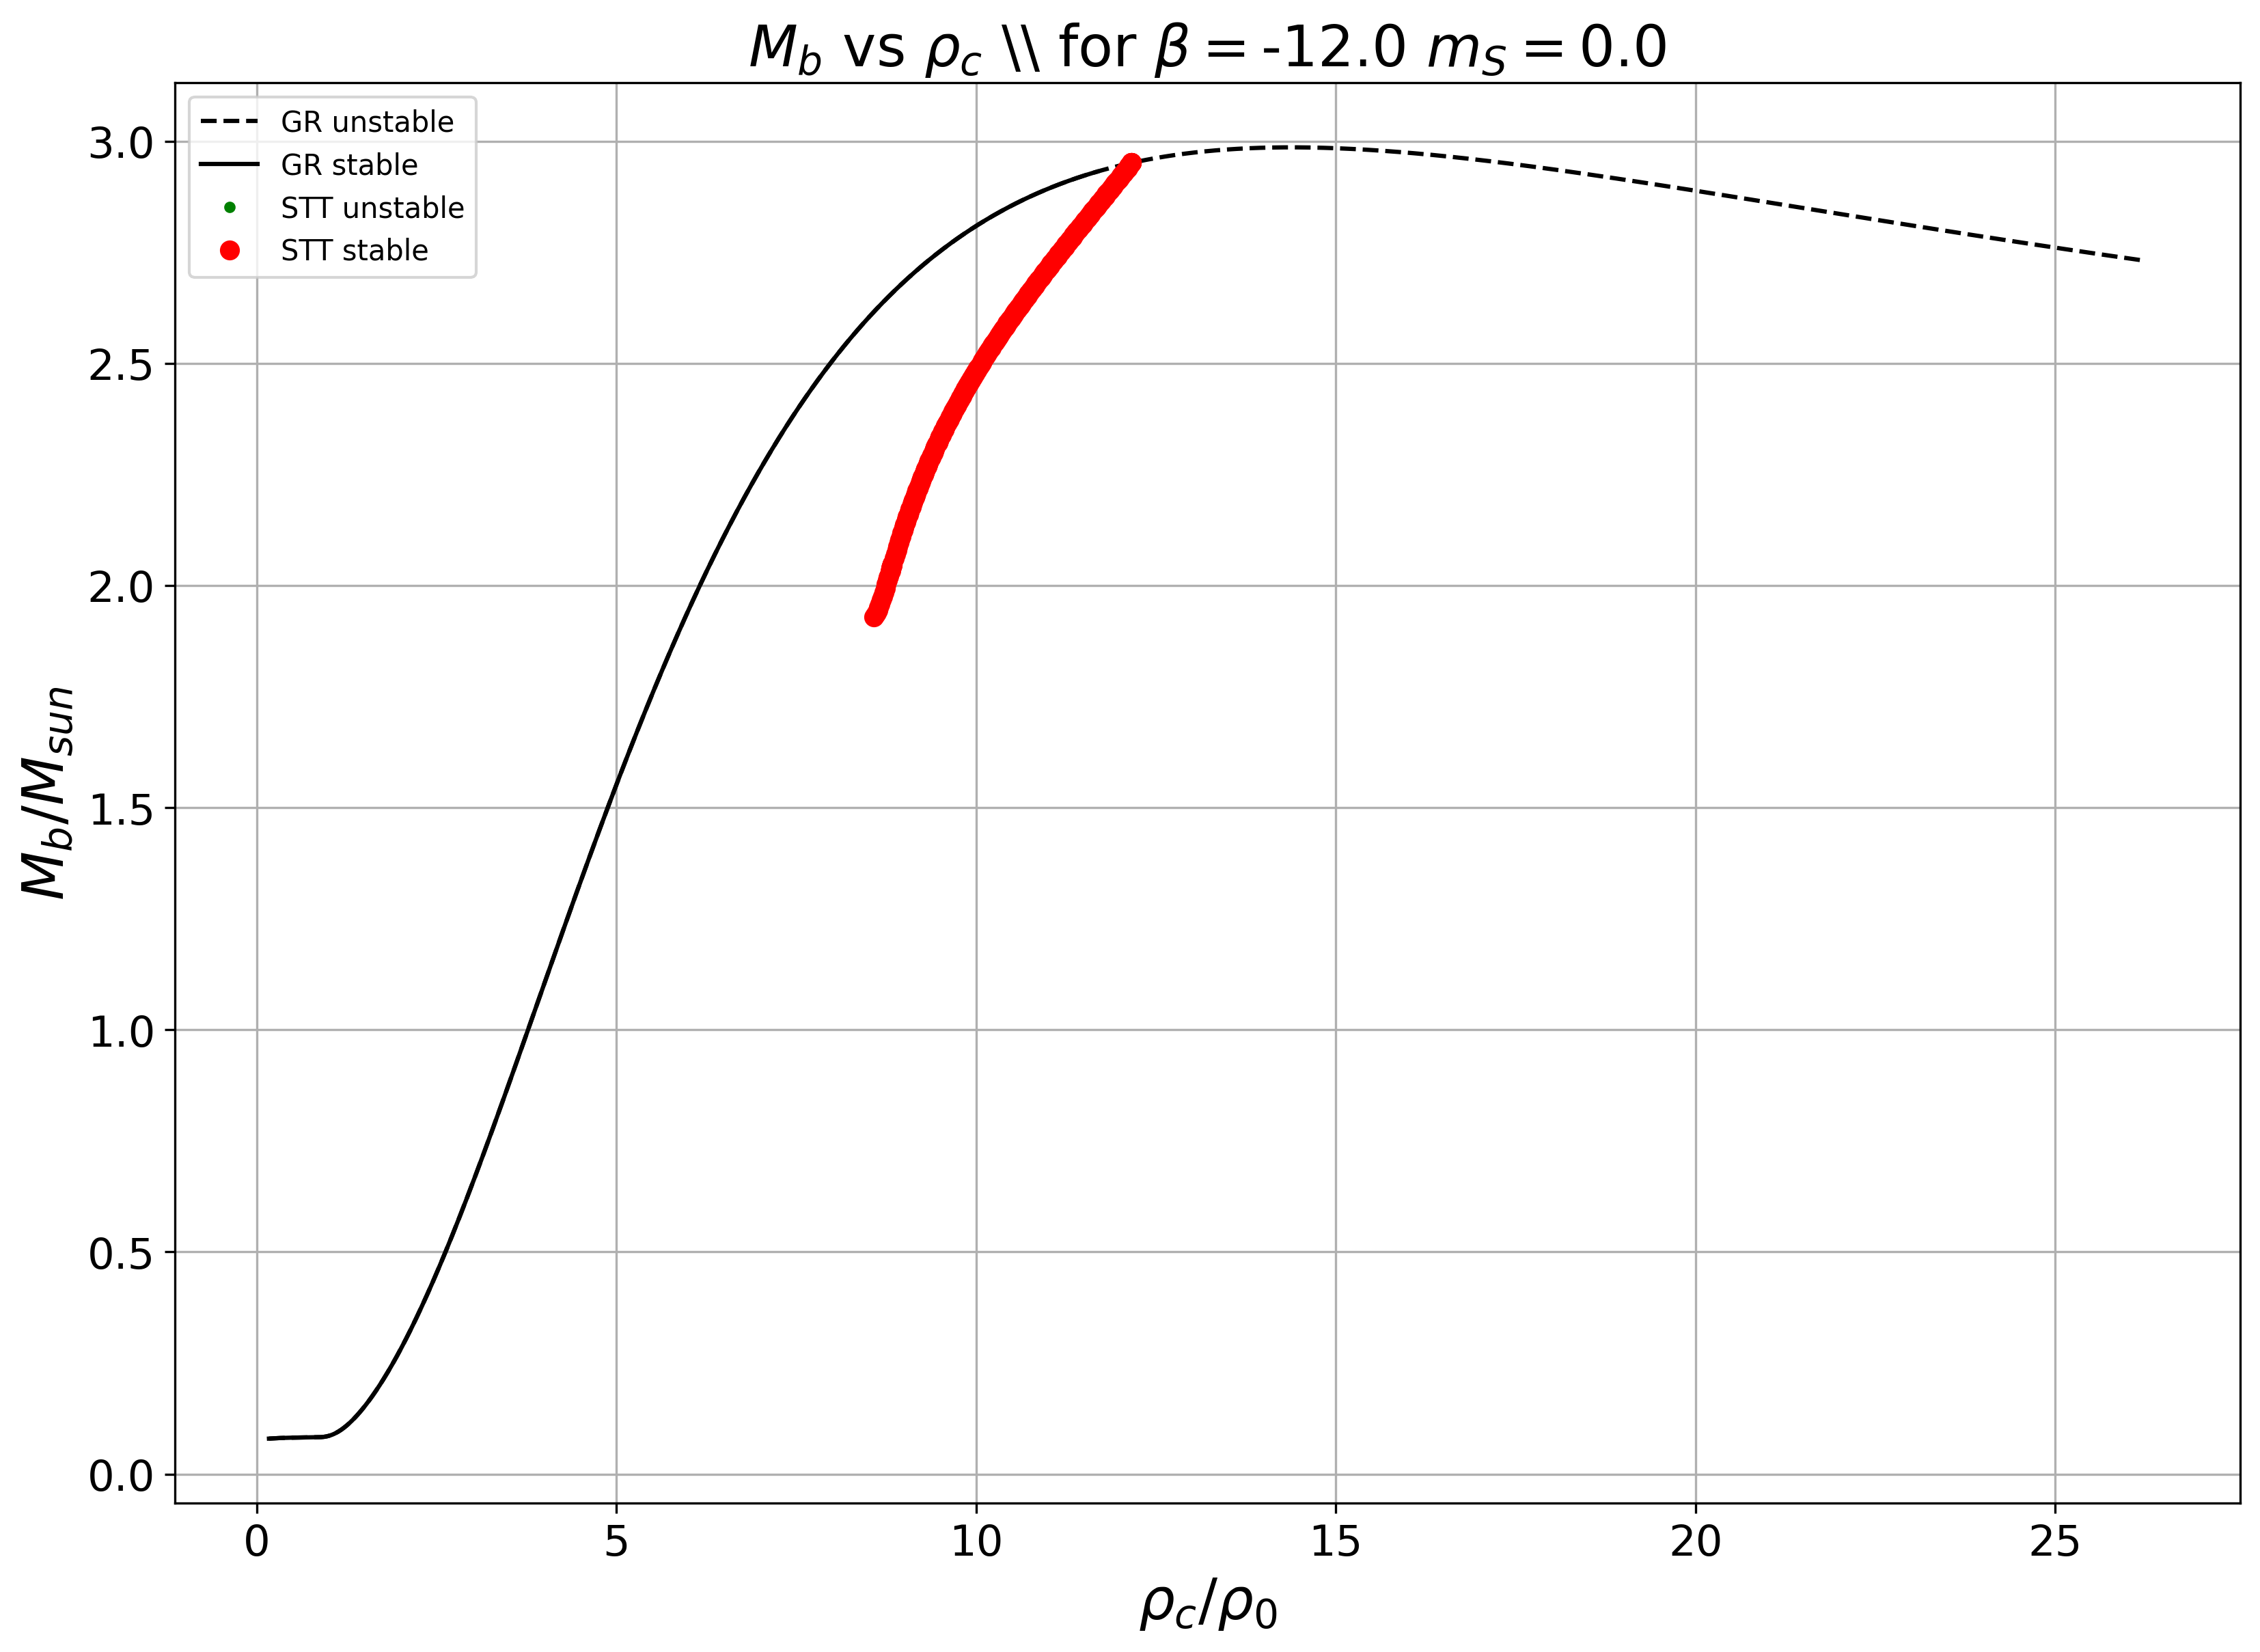 M_b vs ρ_c \\ for β = -12.0 m_S = 0.0
GR unstable
GR stable
STT unstable
STT stable
M_b/M_sun
3.0
2.5
2.0
1.5
1.0
0.5
0.0
0 5 10 15 20 25
ρ_c/ρ_0